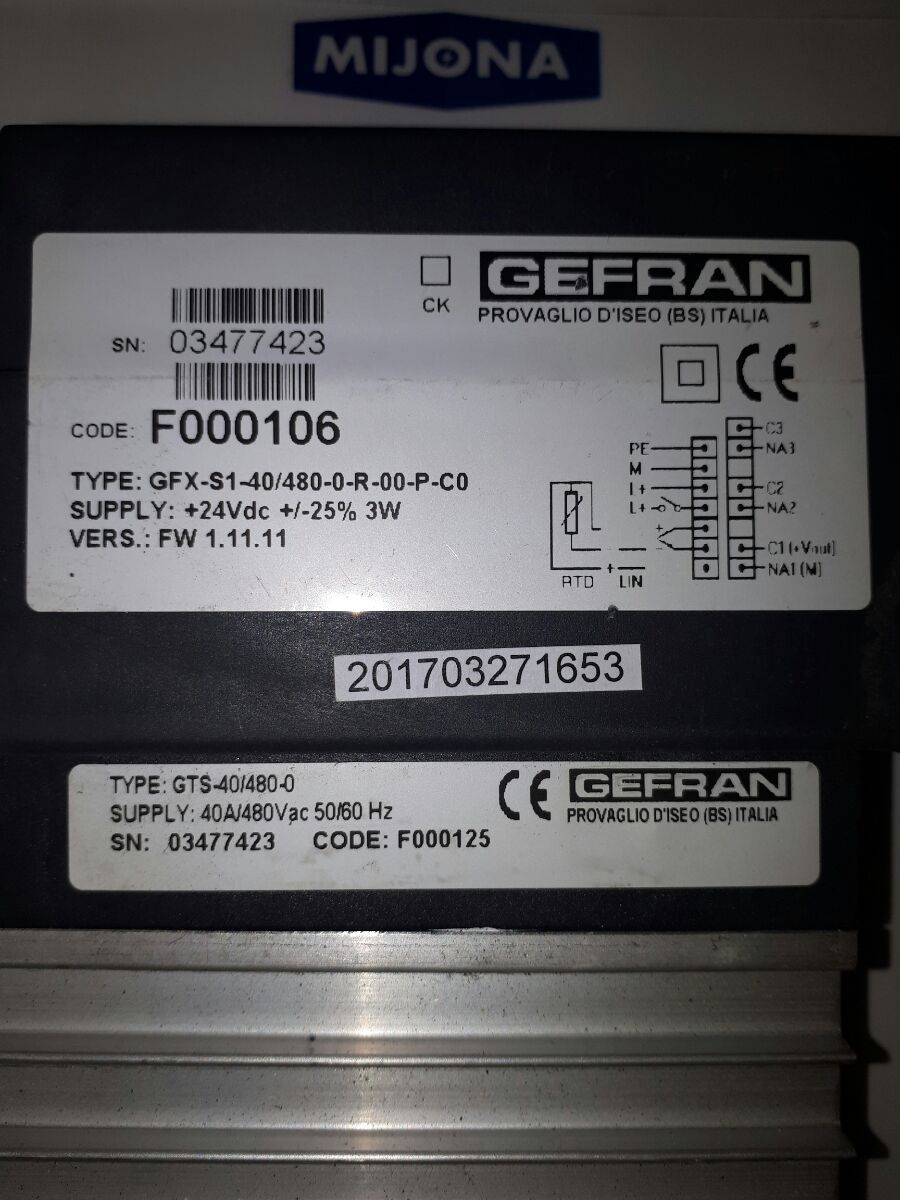 MIJONA
CK
GEFRAN
PROVAGLIO D'ISEO (BS) ITALIA
SN: 03477423
CODE: F000106
TYPE: GFX-S1-40/480-0-R-00-P-C0
SUPPLY: +24Vdc +/-25% 3W
VERS.: FW 1.11.11
CE
C3
PE
NA3
M
I+
C2
L+
NA2
+
C1 (+Vout)
NA1 (M)
+
RTD LIN
201703271653
TYPE: GTS-40/480-0
SUPPLY: 40A/480Vac 50/60 Hz
SN: 03477423 CODE: F000125
CE
GEFRAN
PROVAGLIO D'ISEO (BS) ITALIA